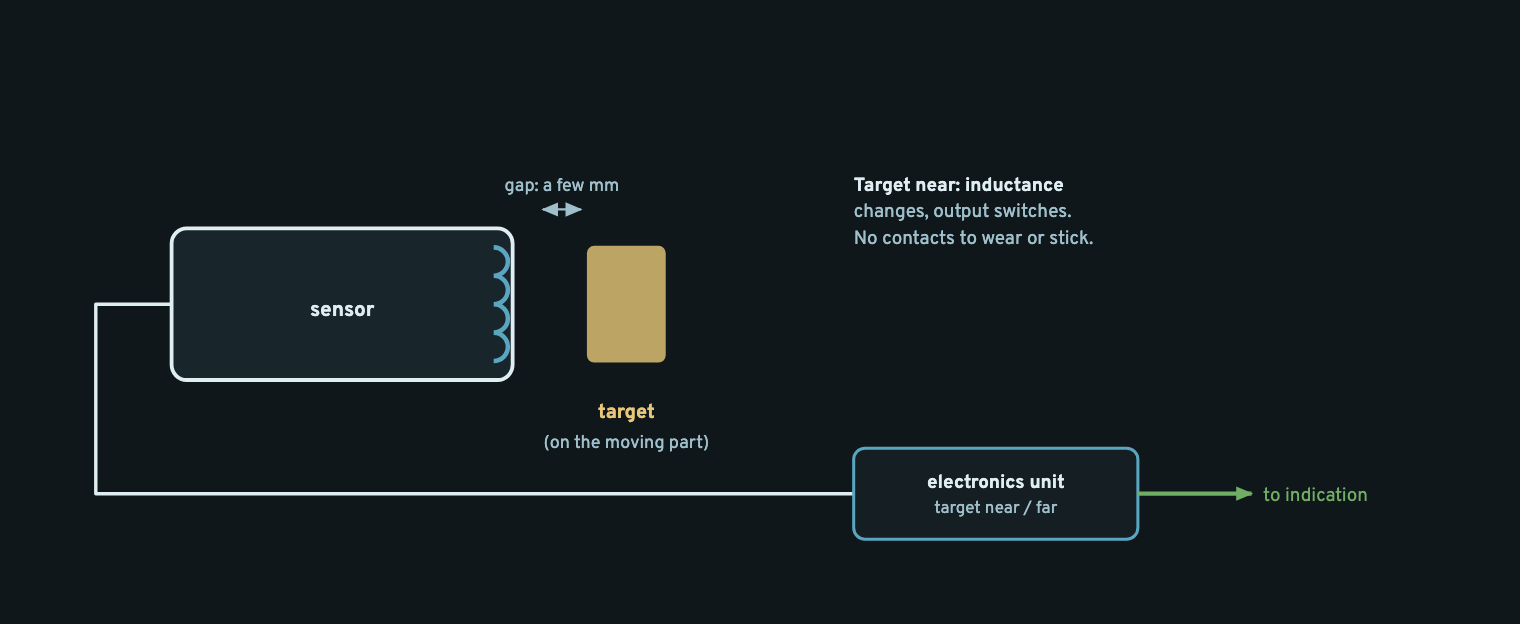 gap: a few mm
Target near: inductance
changes, output switches.
No contacts to wear or stick.
sensor
target
(on the moving part)
electronics unit
target near / far
to indication